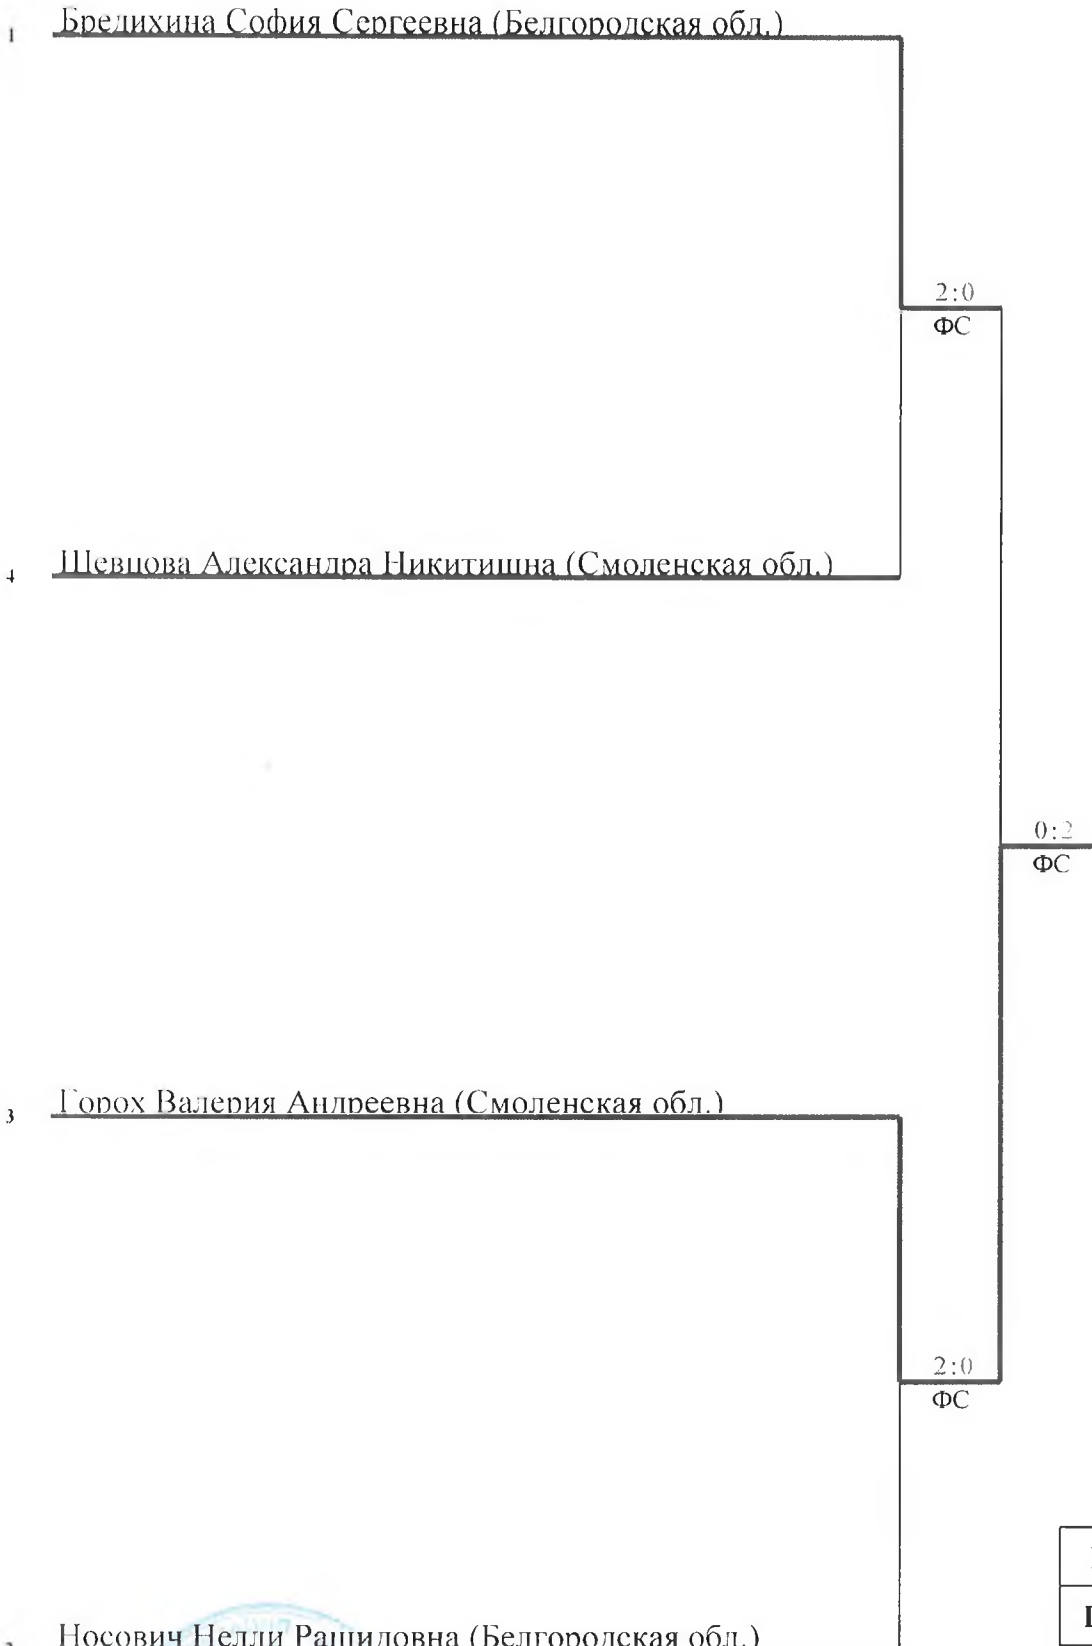 1 Бредихина София Сергеевна (Белгородская обл.)
2:0
ФС
4 Шевцова Александра Никитишна (Смоленская обл.)
0:2
ФС
3 Горох Валерия Андреевна (Смоленская обл.)
2:0
ФС
Носович Нелли Рашидовна (Белгородская обл.)